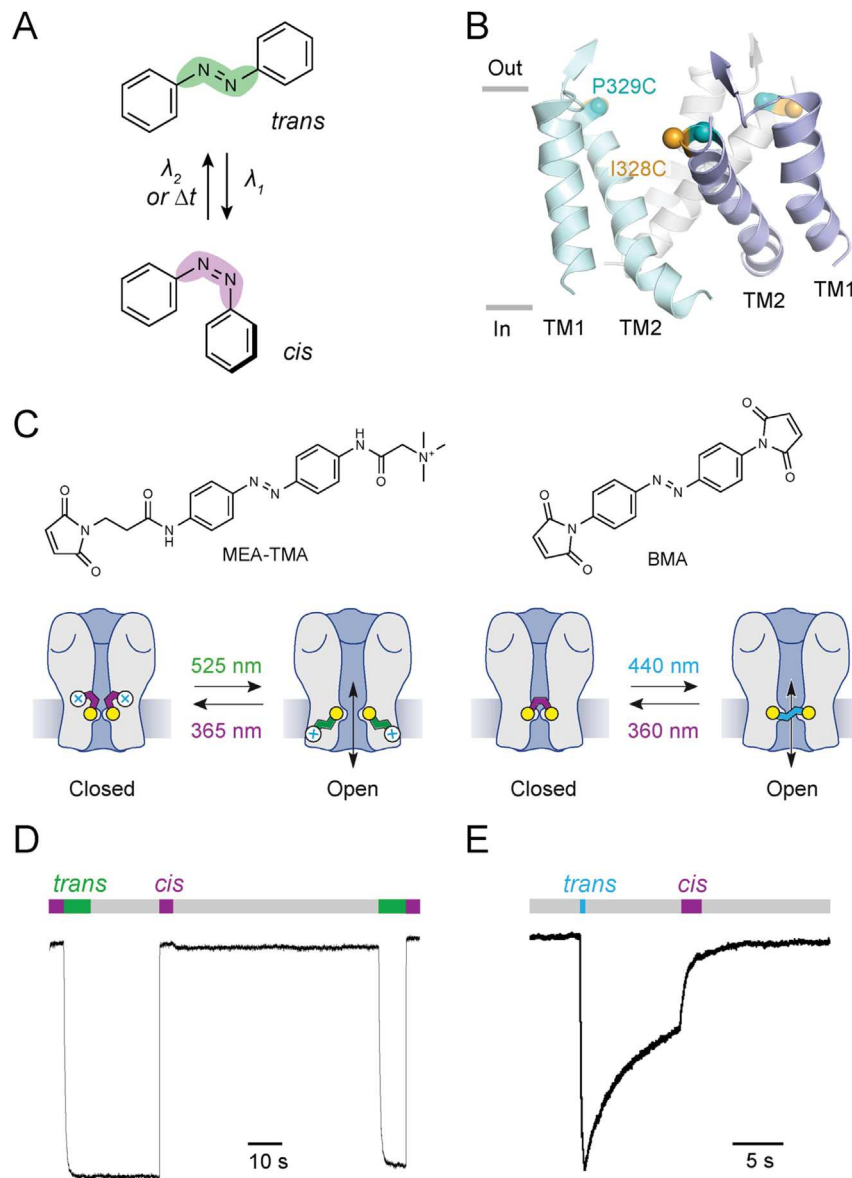 A
N=N
trans
λ2
or Δt
λ1
N=N
cis
B
Out
P329C
I328C
In
TM1
TM2
TM2
TM1
C
O
N
O
O
N
H
N=N
H
N
O
N+
MEA-TMA
O
N
O
N=N
O
N
O
BMA
525 nm
365 nm
Closed
Open
440 nm
360 nm
Closed
Open
D
trans
cis
10 s
E
trans
cis
5 s